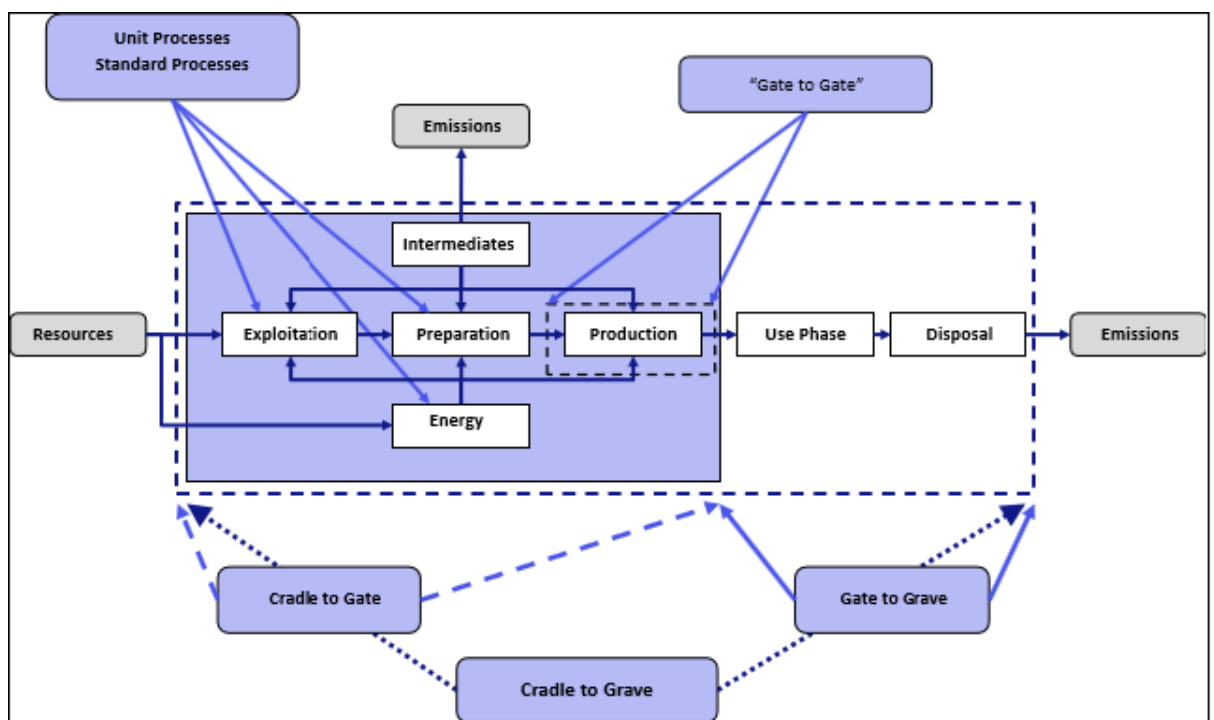 Unit Processes
Standard Processes
“Gate to Gate”
Emissions
Intermediates
Resources
Exploitation
Preparation
Production
Use Phase
Disposal
Emissions
Energy
Cradle to Gate
Gate to Grave
Cradle to Grave